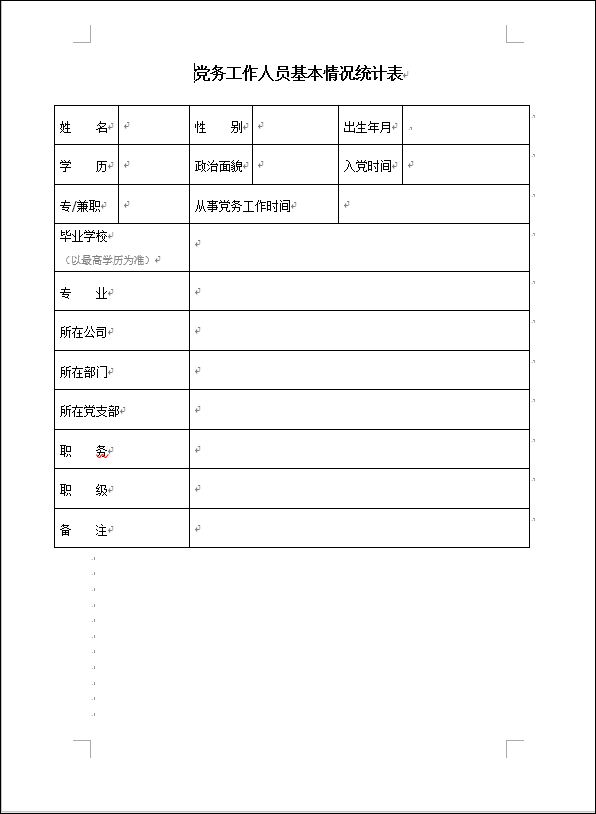 党务工作人员基本情况统计表
姓 名 性 别 出生年月
学 历 政治面貌 入党时间
专/兼职 从事党务工作时间
毕业学校
（以最高学历为准）
专 业
所在公司
所在部门
所在党支部
职 务
职 级
备 注